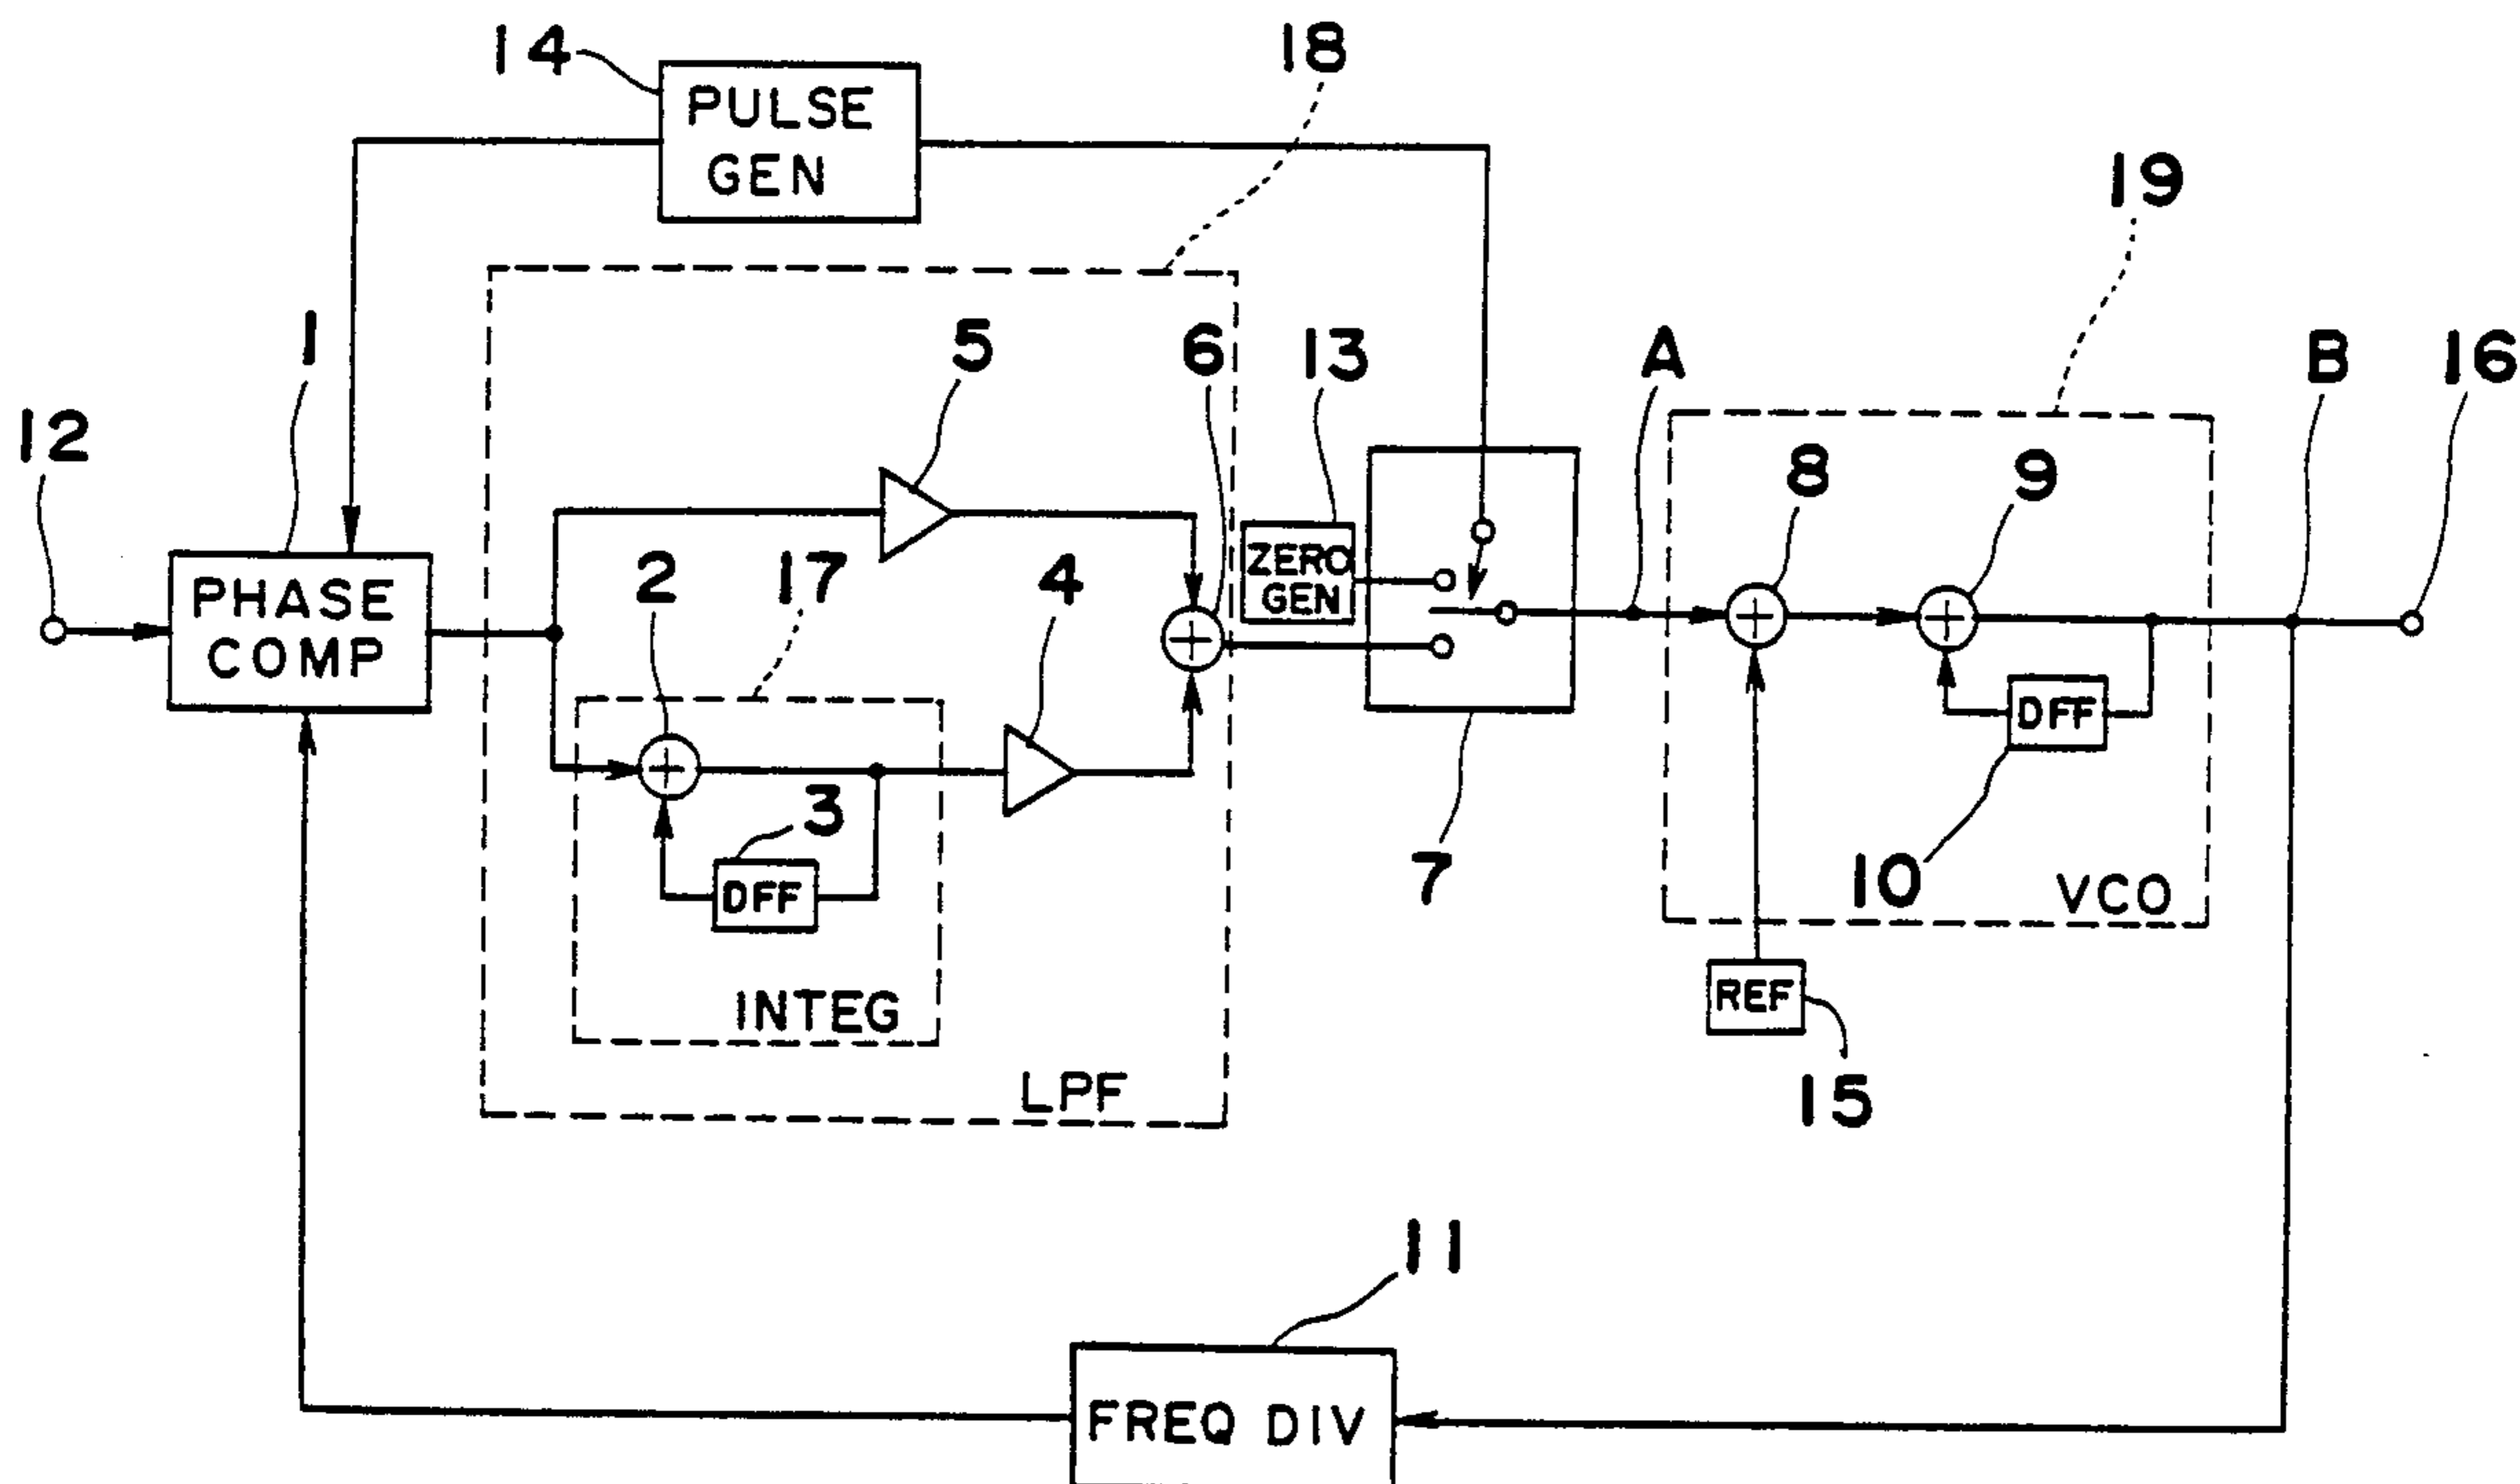 14
PULSE
GEN
18
19
1
5
6
13
A
B
16
12
8
9
PHASE
COMP
2
17
4
ZERO
GEN
DFF
3
DFF
7
10
VCO
INTEG
REF
LPF
15
11
FREQ DIV